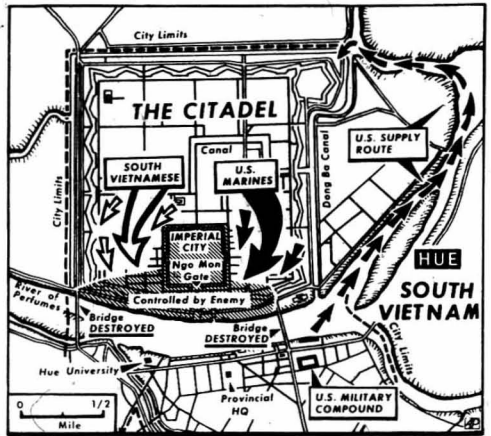 City Limits
THE CITADEL
Canal
SOUTH
VIETNAMESE
U.S.
MARINES
City Limits
Dong Ba Canal
U.S. SUPPLY
ROUTE
IMPERIAL
CITY
Ngo Mon
Gate
Controlled by Enemy
HUE
SOUTH
VIETNAM
River of
Perfumes
Bridge
DESTROYED
Bridge
DESTROYED
City
Limits
Hue University
Provincial
HQ
U.S. MILITARY
COMPOUND
0 1/2
Mile
AP